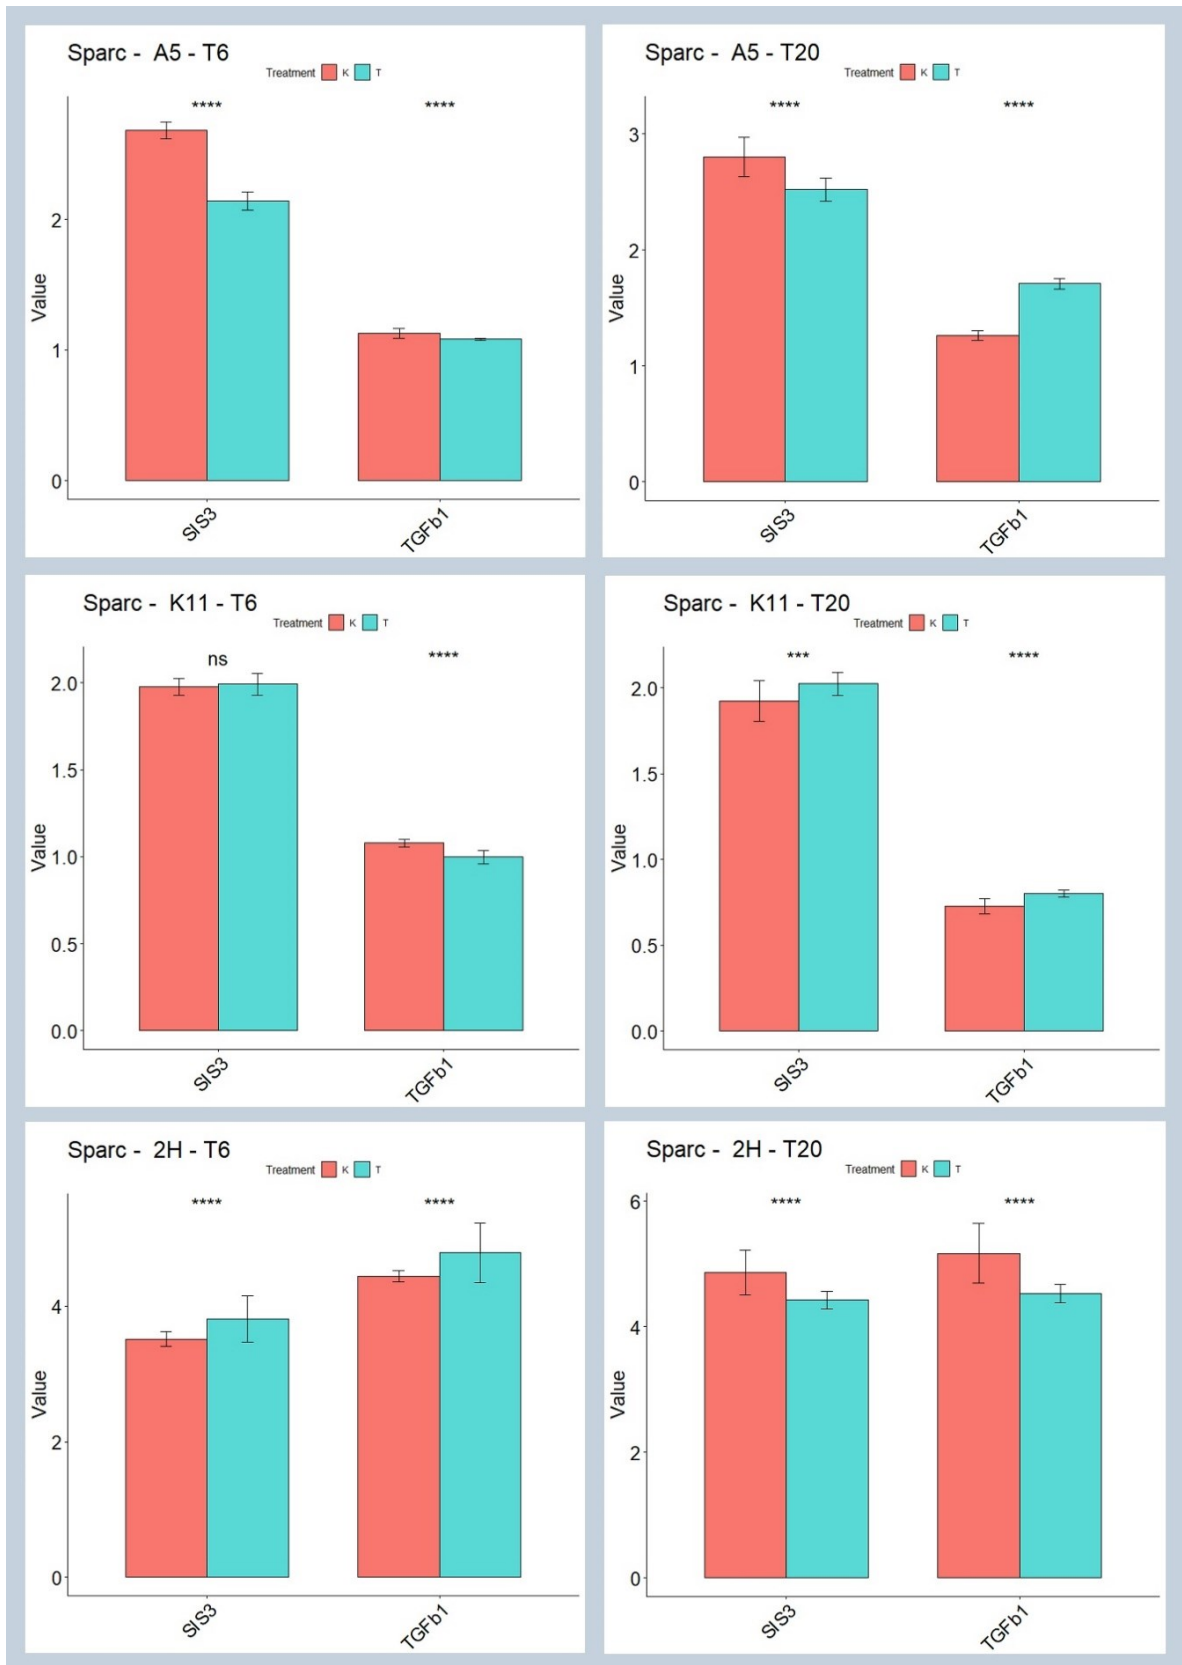 Sparc - A5 - T6
Treatment K T
**** ****
2
1
0
Value
SIS3 TGFb1
Sparc - A5 - T20
Treatment K T
**** ****
3
2
1
0
Value
SIS3 TGFb1
Sparc - K11 - T6
Treatment K T
ns ****
2.0
1.5
1.0
0.5
0.0
Value
SIS3 TGFb1
Sparc - K11 - T20
Treatment K T
*** ****
2.0
1.5
1.0
0.5
0.0
Value
SIS3 TGFb1
Sparc - 2H - T6
Treatment K T
**** ****
4
2
0
Value
SIS3 TGFb1
Sparc - 2H - T20
Treatment K T
**** ****
6
4
2
0
Value
SIS3 TGFb1